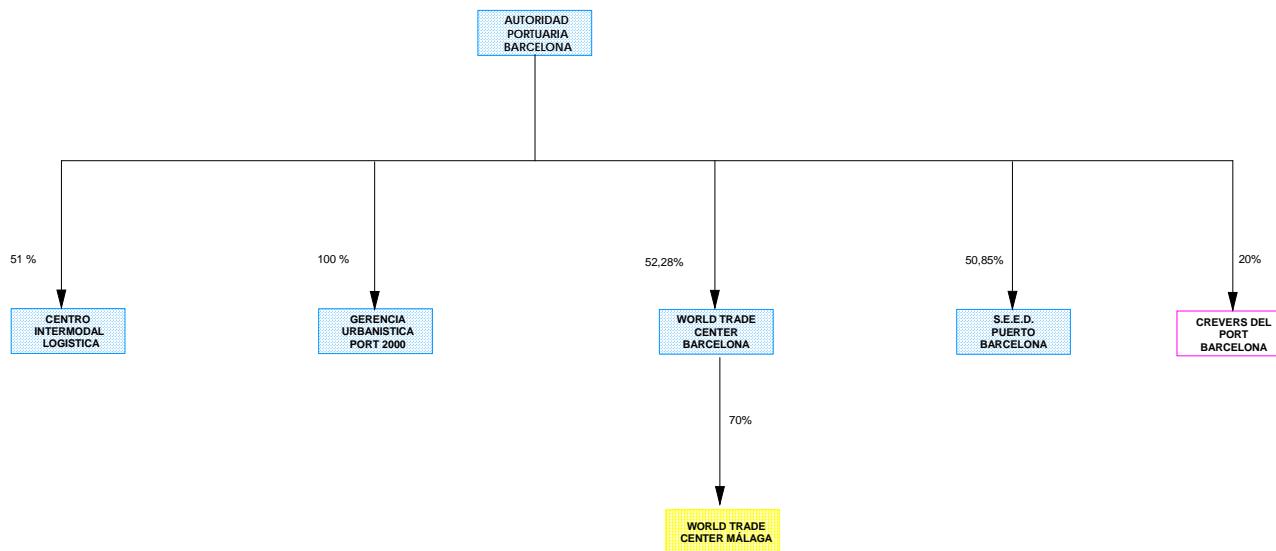 AUTORIDAD
PORTUARIA
BARCELONA
51 %
100 %
52,28%
50,85%
20%
CENTRO
INTERMODAL
LOGISTICA
GERENCIA
URBANISTICA
PORT 2000
WORLD TRADE
CENTER
BARCELONA
S.E.E.D.
PUERTO
BARCELONA
CREVERS DEL
PORT
BARCELONA
70%
WORLD TRADE
CENTER MÁLAGA